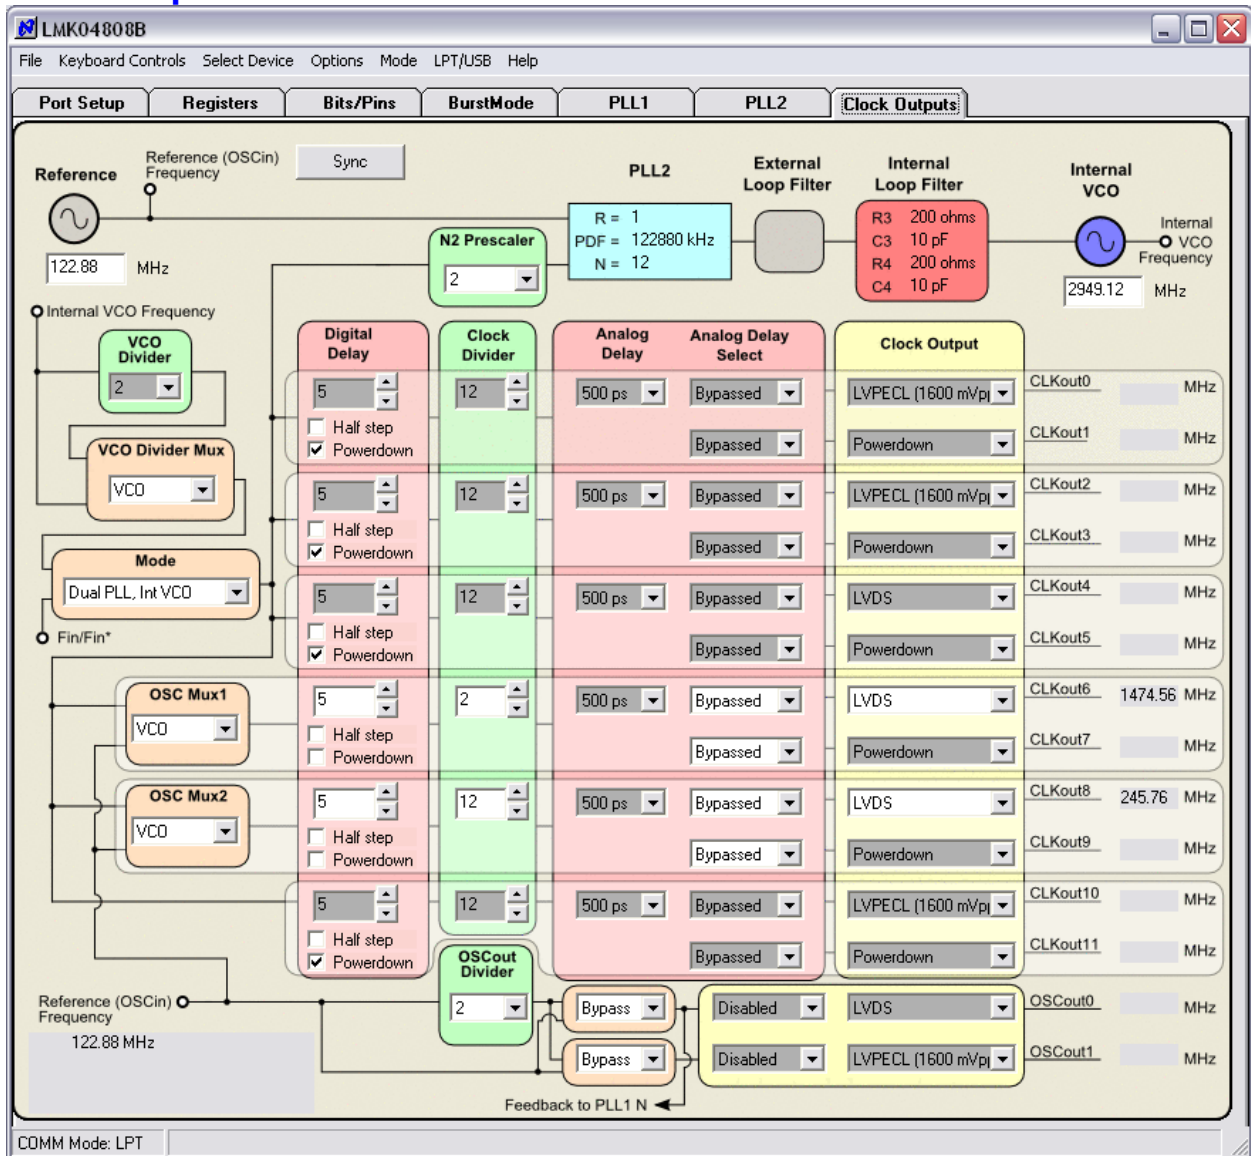 LMK04808B
File Keyboard Controls Select Device Options Mode LPT/USB Help
Port Setup Registers Bits/Pins BurstMode PLL1 PLL2 Clock Outputs
Reference
Reference (OSCin)
Frequency
Sync
PLL2
External
Loop Filter
Internal
Loop Filter
Internal
VCO
R = 1
PDF = 122880 kHz
N = 12
R3 200 ohms
C3 10 pF
R4 200 ohms
C4 10 pF
Internal
VCO
Frequency
122.88 MHz
N2 Prescaler
2
2949.12 MHz
Internal VCO Frequency
VCO
Divider
2
VCO Divider Mux
VCO
Mode
Dual PLL, Int VCO
Fin/Fin*
Digital
Delay
Clock
Divider
Analog
Delay
Analog Delay
Select
Clock Output
5 12 500 ps Bypassed LVPECL (1600 mVp CLKout0 MHz
Half step
Powerdown
Bypassed Powerdown CLKout1 MHz
5 12 500 ps Bypassed LVPECL (1600 mVp CLKout2 MHz
Half step
Powerdown
Bypassed Powerdown CLKout3 MHz
5 12 500 ps Bypassed LVDS CLKout4 MHz
Half step
Powerdown
Bypassed Powerdown CLKout5 MHz
OSC Mux1
VCO
5 2 500 ps Bypassed LVDS CLKout6 1474.56 MHz
Half step
Powerdown
Bypassed Powerdown CLKout7 MHz
OSC Mux2
VCO
5 12 500 ps Bypassed LVDS CLKout8 245.76 MHz
Half step
Powerdown
Bypassed Powerdown CLKout9 MHz
5 12 500 ps Bypassed LVPECL (1600 mVp CLKout10 MHz
Half step
Powerdown
Bypassed Powerdown CLKout11 MHz
OSCout
Divider
2
Reference (OSCin)
Frequency
122.88 MHz
Bypass Disabled LVDS OSCout0 MHz
Bypass Disabled LVPECL (1600 mVp OSCout1 MHz
Feedback to PLL1 N
COMM Mode: LPT